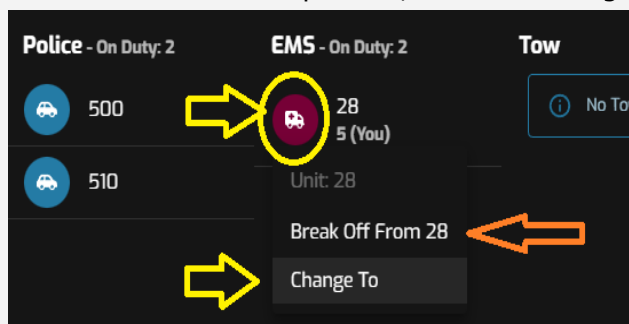 Police - On Duty: 2
EMS - On Duty: 2
Tow
500
28
5 (You)
No To
510
Unit: 28
Break Off From 28
Change To